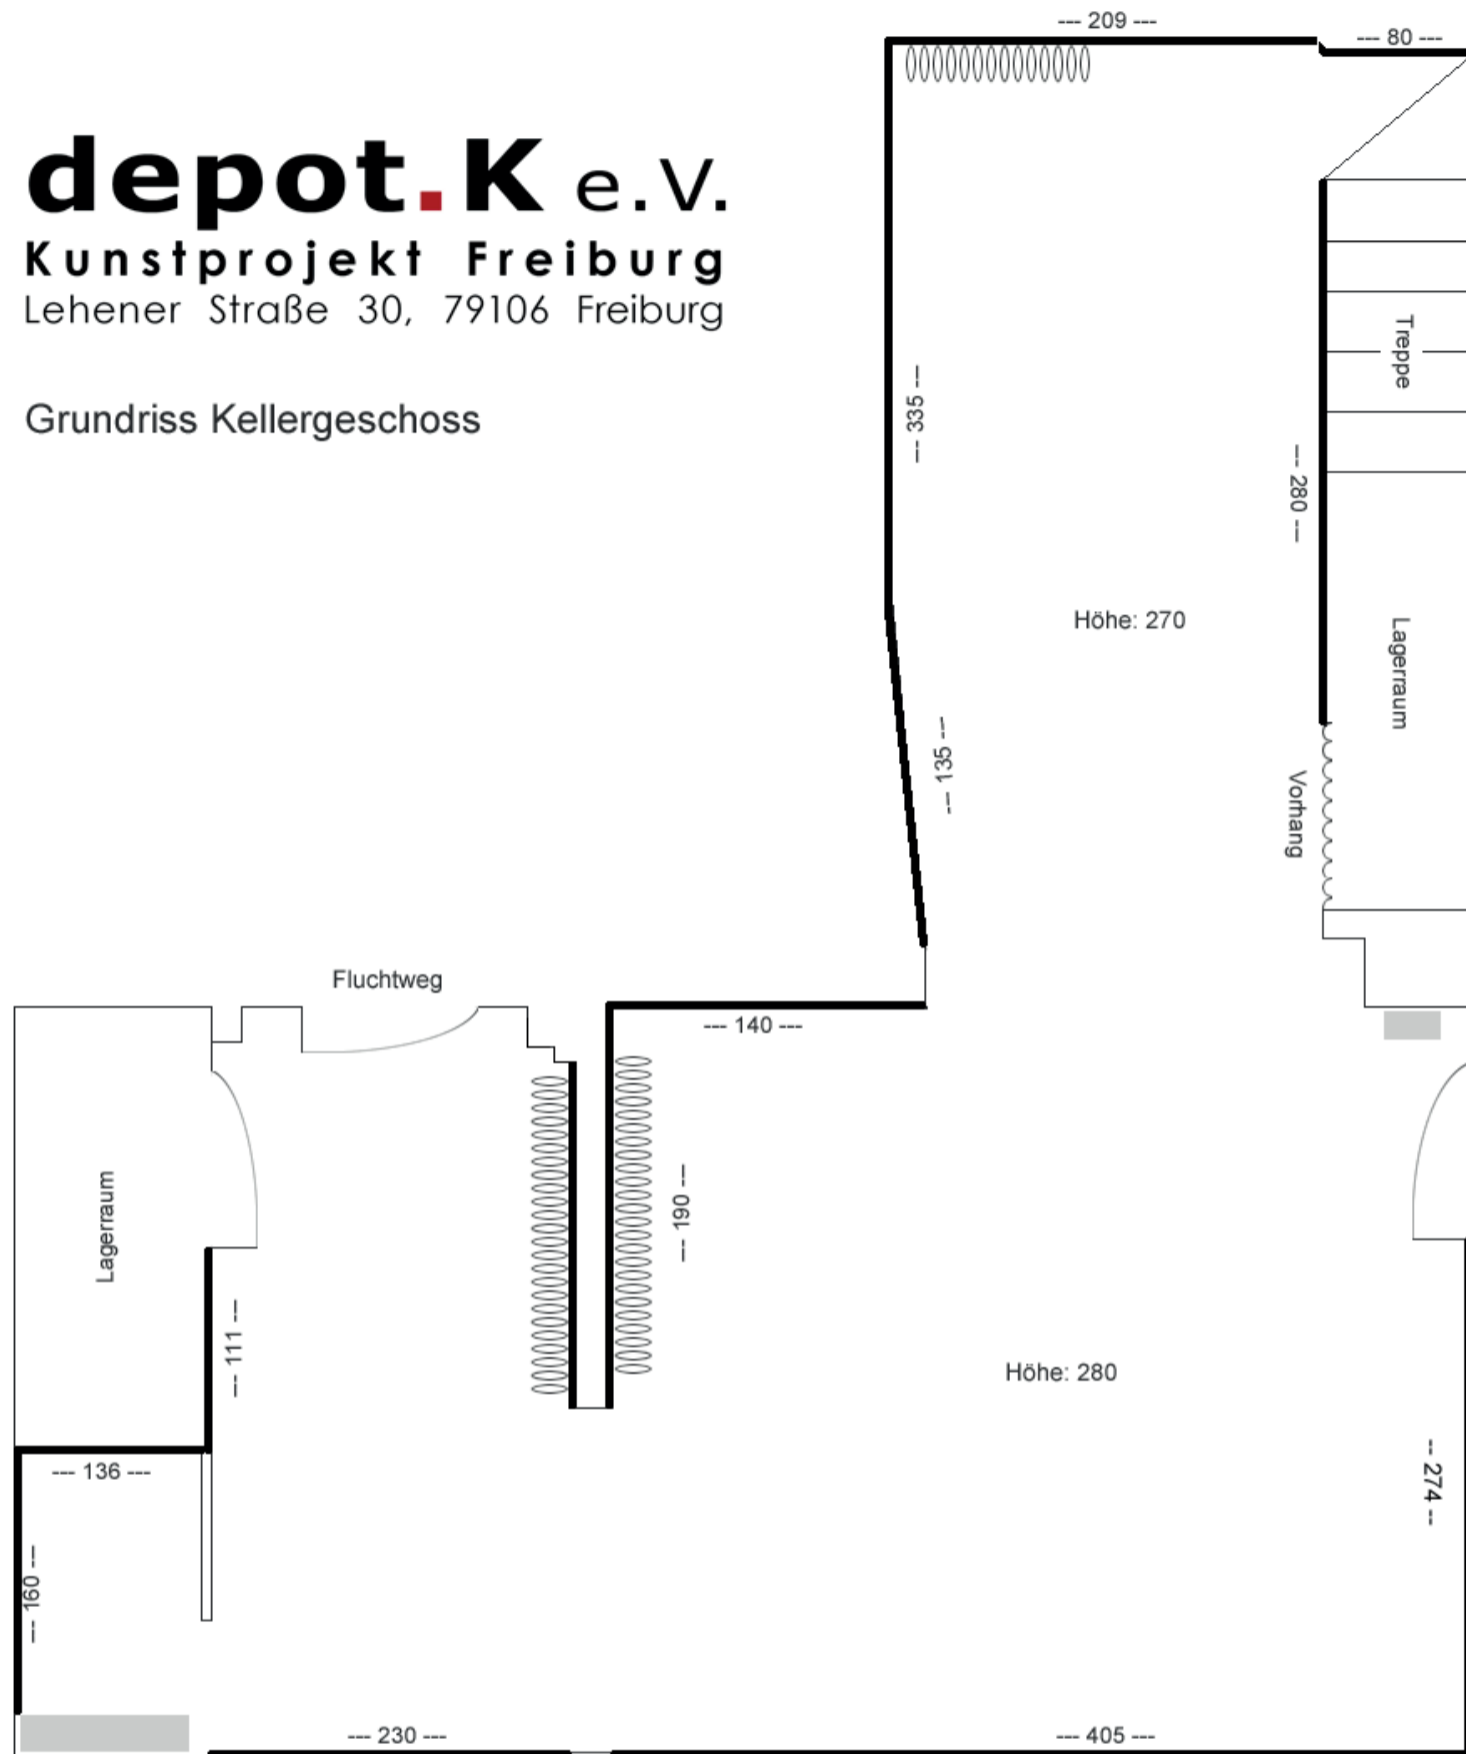 --- 209 ---
--- 80 ---
depot.K e.V.
Kunstprojekt Freiburg
Lehener Straße 30, 79106 Freiburg
Grundriss Kellergeschoss
Treppe
--- 335 ---
--- 280 ---
Höhe: 270
Lagerraum
--- 135 ---
Vorhang
Fluchtweg
--- 140 ---
Lagerraum
--- 190 ---
--- 111 ---
Höhe: 280
--- 136 ---
-- 274 --
--- 160 ---
--- 230 ---
--- 405 ---